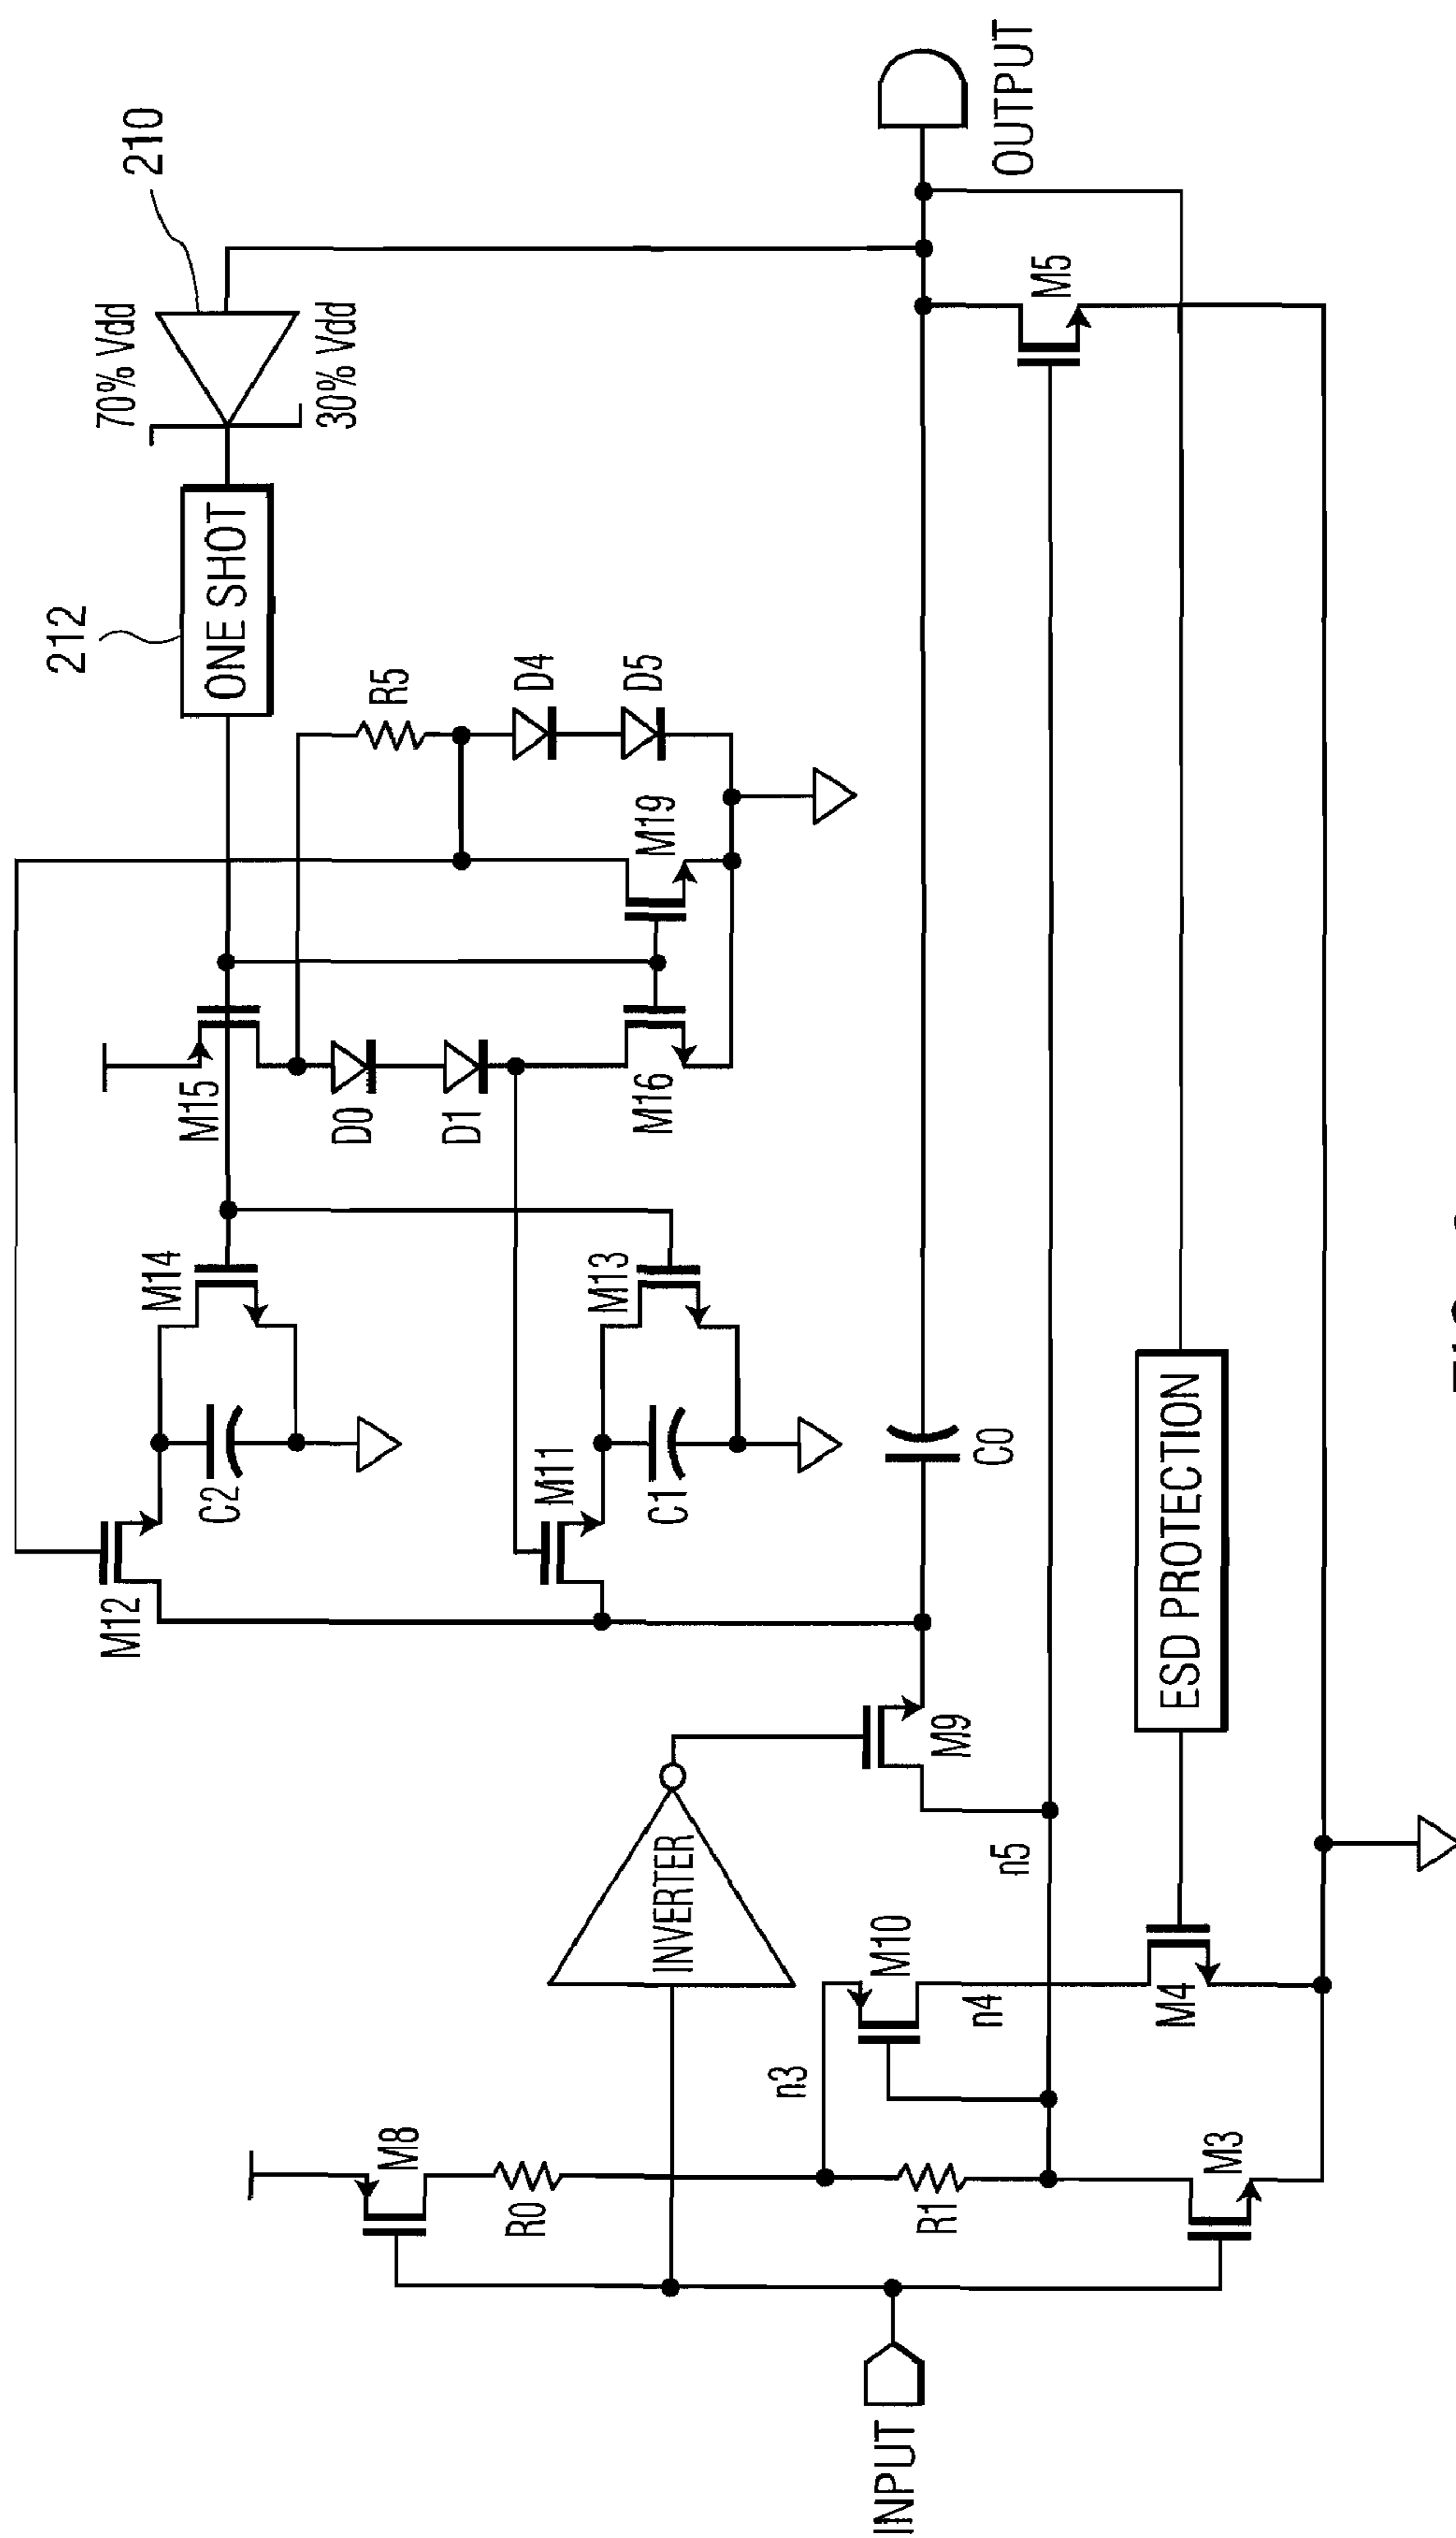 210
70% Vdd
30% Vdd
212
ONE SHOT
OUTPUT
R5
D4
D5
M19
M15
D0
D1
M16
M14
C2
M12
M13
M11
C1
C0
M5
M9
INVERTER
ESD PROTECTION
n5
M10
n4
M4
n3
M8
R0
R1
M3
INPUT